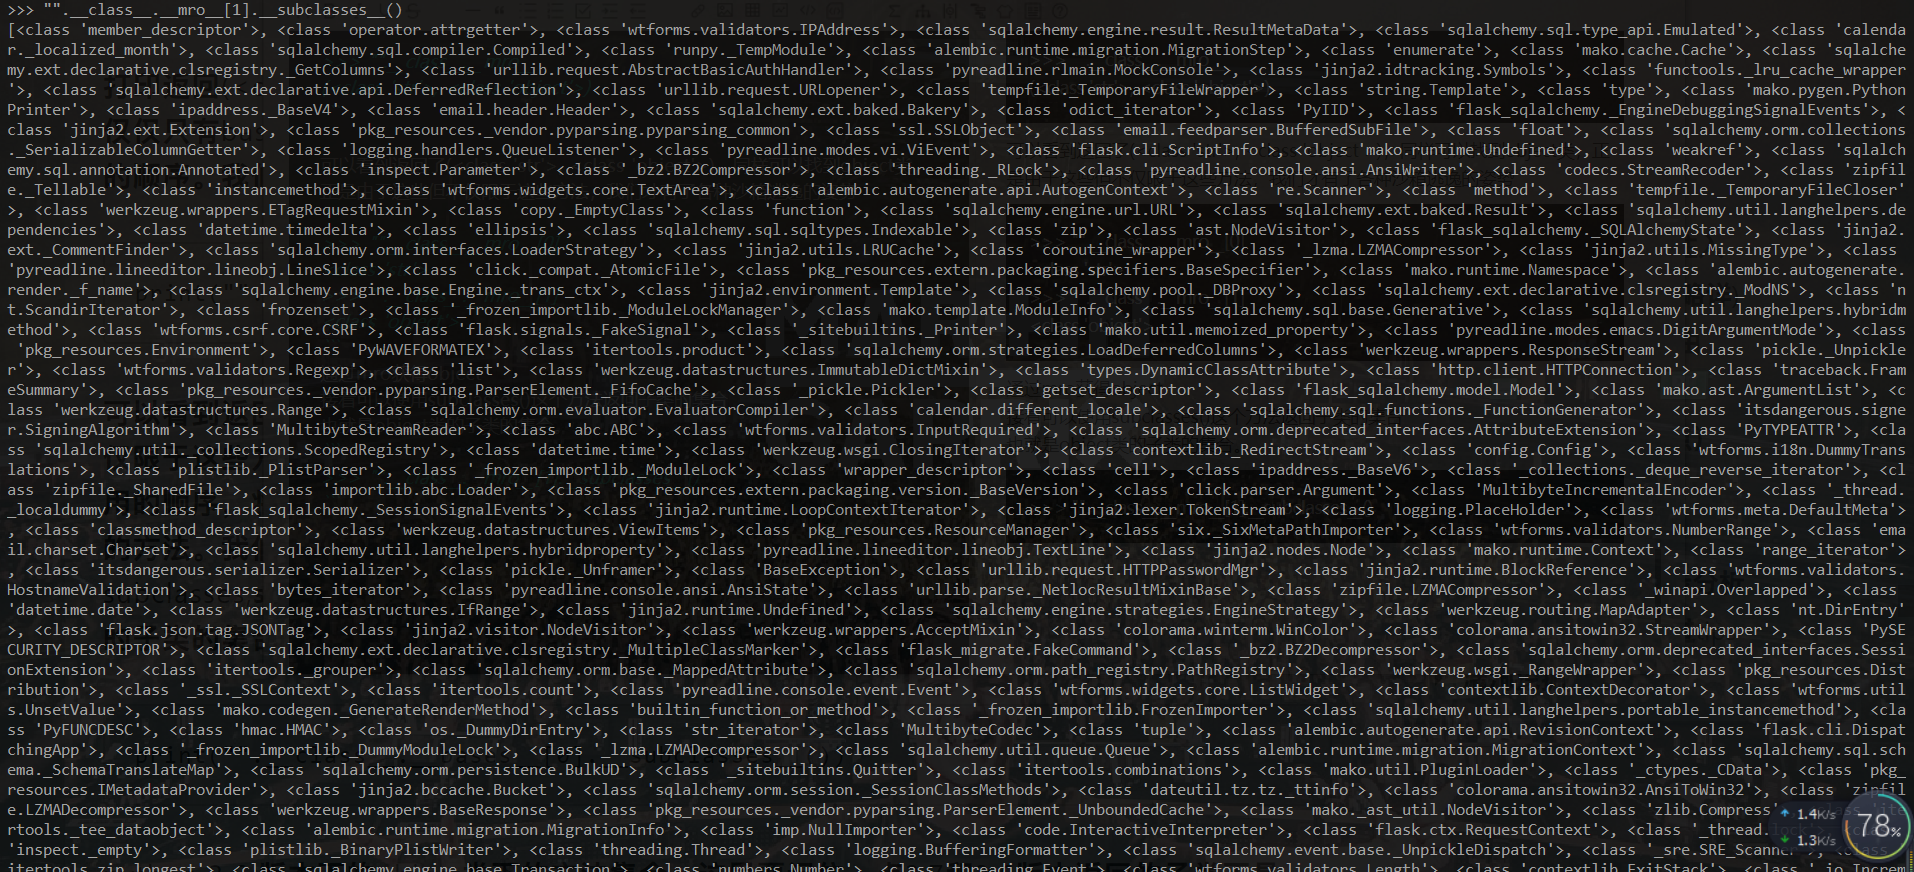 >>> "".__class__.__mro__[1].__subclasses__()
[<class 'member_descriptor'>, <class 'operator.attrgetter'>, <class 'wtforms.validators.IPAddress'>, <class 'sqlalchemy.engine.result.ResultMetaData'>, <class 'sqlalchemy.sql.type_api.Emulated'>, <class 'calenda
r._localized_month'>, <class 'sqlalchemy.sql.compiler.Compiled'>, <class 'runpy._TempModule'>, <class 'alembic.runtime.migration.MigrationStep'>, <class 'enumerate'>, <class 'mako.cache.Cache'>, <class 'sqlalche
my.ext.declarative.clsregistry._GetColumns'>, <class 'urllib.request.AbstractBasicAuthHandler'>, <class 'pyreadline.rlmain.MockConsole'>, <class 'jinja2.idtracking.Symbols'>, <class 'functools._lru_cache_wrapper
'>, <class 'sqlalchemy.ext.declarative.api.DeferredReflection'>, <class 'urllib.request.URLopener'>, <class 'tempfile._TemporaryFileWrapper'>, <class 'string.Template'>, <class 'type'>, <class 'mako.pygen.Python
Printer'>, <class 'ipaddress._BaseV4'>, <class 'email.header.Header'>, <class 'sqlalchemy.ext.baked.Bakery'>, <class 'odict_iterator'>, <class 'PyIID'>, <class 'flask_sqlalchemy._EngineDebuggingSignalEvents'>, <
class 'jinja2.ext.Extension'>, <class 'pkg_resources._vendor.pyparsing.pyparsing_common'>, <class 'ssl.SSLObject'>, <class 'email.feedparser.BufferedSubFile'>, <class 'float'>, <class 'sqlalchemy.orm.collections
._SerializableColumnGetter'>, <class 'logging.handlers.QueueListener'>, <class 'pyreadline.modes.vi.ViEvent'>, <class 'flask.cli.ScriptInfo'>, <class 'mako.runtime.Undefined'>, <class 'weakref'>, <class 'sqlalch
emy.sql.annotation.Annotated'>, <class 'inspect.Parameter'>, <class '_bz2.BZ2Compressor'>, <class 'threading._RLock'>, <class 'pyreadline.console.ansi.AnsiWriter'>, <class 'codecs.StreamRecoder'>, <class 'zipfil
e._Tellable'>, <class 'instancemethod'>, <class 'wtforms.widgets.core.TextArea'>, <class 'alembic.autogenerate.api.AutogenContext'>, <class 're.Scanner'>, <class 'method'>, <class 'tempfile._TemporaryFileCloser'
>, <class 'werkzeug.wrappers.ETagRequestMixin'>, <class 'copy._EmptyClass'>, <class 'function'>, <class 'sqlalchemy.engine.url.URL'>, <class 'sqlalchemy.ext.baked.Result'>, <class 'sqlalchemy.util.langhelpers.de
pendencies'>, <class 'datetime.timedelta'>, <class 'ellipsis'>, <class 'sqlalchemy.sql.sqltypes.Indexable'>, <class 'zip'>, <class 'ast.NodeVisitor'>, <class 'flask_sqlalchemy._SQLAlchemyState'>, <class 'jinja2.
ext._CommentFinder'>, <class 'sqlalchemy.orm.interfaces.LoaderStrategy'>, <class 'jinja2.utils.LRUCache'>, <class 'coroutine_wrapper'>, <class '_lzma.LZMACompressor'>, <class 'jinja2.utils.MissingType'>, <class
'pyreadline.lineeditor.lineobj.LineSlice'>, <class 'click._compat._AtomicFile'>, <class 'pkg_resources.extern.packaging.specifiers.BaseSpecifier'>, <class 'mako.runtime.Namespace'>, <class 'alembic.autogenerate.
render._f_name'>, <class 'sqlalchemy.engine.base.Engine._trans_ctx'>, <class 'jinja2.environment.Template'>, <class 'sqlalchemy.pool._DBProxy'>, <class 'sqlalchemy.ext.declarative.clsregistry._ModNS'>, <class 'n
t.ScandirIterator'>, <class 'frozenset'>, <class '_frozen_importlib._ModuleLockManager'>, <class 'mako.template.ModuleInfo'>, <class 'sqlalchemy.sql.base.Generative'>, <class 'sqlalchemy.util.langhelpers.hybridm
ethod'>, <class 'wtforms.csrf.core.CSRF'>, <class 'flask.signals._FakeSignal'>, <class '_sitebuiltins._Printer'>, <class 'mako.util.memoized_property'>, <class 'pyreadline.modes.emacs.DigitArgumentMode'>, <class
'pkg_resources.Environment'>, <class 'PyWAVEFORMATEX'>, <class 'itertools.product'>, <class 'sqlalchemy.orm.strategies.LoadDeferredColumns'>, <class 'werkzeug.wrappers.ResponseStream'>, <class 'pickle._Unpickle
r'>, <class 'wtforms.validators.Regexp'>, <class 'list'>, <class 'werkzeug.datastructures.ImmutableDictMixin'>, <class 'types.DynamicClassAttribute'>, <class 'http.client.HTTPConnection'>, <class 'traceback.Fram
eSummary'>, <class 'pkg_resources._vendor.pyparsing.ParserElement._FifoCache'>, <class '_pickle.Pickler'>, <class 'getset_descriptor'>, <class 'flask_sqlalchemy.model.Model'>, <class 'mako.ast.ArgumentList'>, <c
lass 'werkzeug.datastructures.Range'>, <class 'sqlalchemy.orm.evaluator.EvaluatorCompiler'>, <class 'calendar.different_locale'>, <class 'sqlalchemy.sql.functions._FunctionGenerator'>, <class 'itsdangerous.signe
r.SigningAlgorithm'>, <class 'MultibyteStreamReader'>, <class 'abc.ABC'>, <class 'wtforms.validators.InputRequired'>, <class 'sqlalchemy.orm.deprecated_interfaces.AttributeExtension'>, <class 'PyTYPEATTR'>, <cla
ss 'sqlalchemy.util._collections.ScopedRegistry'>, <class 'datetime.time'>, <class 'werkzeug.wsgi.ClosingIterator'>, <class 'contextlib._RedirectStream'>, <class 'config.Config'>, <class 'wtforms.i18n.DummyTrans
lations'>, <class 'plistlib._PlistParser'>, <class '_frozen_importlib._ModuleLock'>, <class 'wrapper_descriptor'>, <class 'cell'>, <class 'ipaddress._BaseV6'>, <class '_collections._deque_reverse_iterator'>, <cl
ass 'zipfile._SharedFile'>, <class 'importlib.abc.Loader'>, <class 'pkg_resources.extern.packaging.version._BaseVersion'>, <class 'click.parser.Argument'>, <class 'MultibyteIncrementalEncoder'>, <class '_thread.
_localdummy'>, <class 'flask_sqlalchemy._SessionSignalEvents'>, <class 'jinja2.runtime.LoopContextIterator'>, <class 'jinja2.lexer.TokenStream'>, <class 'logging.PlaceHolder'>, <class 'wtforms.meta.DefaultMeta'>
, <class 'classmethod_descriptor'>, <class 'werkzeug.datastructures.ViewItems'>, <class 'pkg_resources.ResourceManager'>, <class 'six._SixMetaPathImporter'>, <class 'wtforms.validators.NumberRange'>, <class 'ema
il.charset.Charset'>, <class 'sqlalchemy.util.langhelpers.hybridproperty'>, <class 'pyreadline.lineeditor.lineobj.TextLine'>, <class 'jinja2.nodes.Node'>, <class 'mako.runtime.Context'>, <class 'range_iterator'>
, <class 'itsdangerous.serializer.Serializer'>, <class 'pickle._Unframer'>, <class 'BaseException'>, <class 'urllib.request.HTTPPasswordMgr'>, <class 'jinja2.runtime.BlockReference'>, <class 'wtforms.validators.
HostnameValidation'>, <class 'bytes_iterator'>, <class 'pyreadline.console.ansi.AnsiState'>, <class 'urllib.parse._NetlocResultMixinBase'>, <class 'zipfile.LZMACompressor'>, <class '_winapi.Overlapped'>, <class
'datetime.date'>, <class 'werkzeug.datastructures.IfRange'>, <class 'jinja2.runtime.Undefined'>, <class 'sqlalchemy.engine.strategies.EngineStrategy'>, <class 'werkzeug.routing.MapAdapter'>, <class 'nt.DirEntry'
>, <class 'flask.json.tag.JSONTag'>, <class 'jinja2.visitor.NodeVisitor'>, <class 'werkzeug.wrappers.AcceptMixin'>, <class 'colorama.winterm.WinColor'>, <class 'colorama.ansitowin32.StreamWrapper'>, <class 'PySE
CURITY_DESCRIPTOR'>, <class 'sqlalchemy.ext.declarative.clsregistry._MultipleClassMarker'>, <class 'flask_migrate.FakeCommand'>, <class '_bz2.BZ2Decompressor'>, <class 'sqlalchemy.orm.deprecated_interfaces.Sessi
onExtension'>, <class 'itertools._grouper'>, <class 'sqlalchemy.orm.base._MappedAttribute'>, <class 'sqlalchemy.orm.path_registry.PathRegistry'>, <class 'werkzeug.wsgi._RangeWrapper'>, <class 'pkg_resources.Dist
ribution'>, <class '_ssl._SSLContext'>, <class 'itertools.count'>, <class 'pyreadline.console.event.Event'>, <class 'wtforms.widgets.core.ListWidget'>, <class 'contextlib.ContextDecorator'>, <class 'wtforms.util
s.UnsetValue'>, <class 'mako.codegen._GenerateRenderMethod'>, <class 'builtin_function_or_method'>, <class '_frozen_importlib.FrozenImporter'>, <class 'sqlalchemy.util.langhelpers.portable_instancemethod'>, <cla
ss 'PyFUNCDESC'>, <class 'hmac.HMAC'>, <class 'os._DummyDirEntry'>, <class 'str_iterator'>, <class 'MultibyteCodec'>, <class 'tuple'>, <class 'alembic.autogenerate.api.RevisionContext'>, <class 'flask.cli.Dispat
chingApp'>, <class '_frozen_importlib._DummyModuleLock'>, <class '_lzma.LZMADecompressor'>, <class 'sqlalchemy.util.queue.Queue'>, <class 'alembic.runtime.migration.MigrationContext'>, <class 'sqlalchemy.sql.sch
ema._SchemaTranslateMap'>, <class 'sqlalchemy.orm.persistence.BulkUD'>, <class '_sitebuiltins.Quitter'>, <class 'itertools.combinations'>, <class 'mako.util.PluginLoader'>, <class '_ctypes._CData'>, <class 'pkg_
resources.IMetadataProvider'>, <class 'jinja2.bccache.Bucket'>, <class 'sqlalchemy.orm.session._SessionClassMethods'>, <class 'dateutil.tz.tz._ttinfo'>, <class 'colorama.ansitowin32.AnsiToWin32'>, <class 'zipfil
e.LZMADecompressor'>, <class 'werkzeug.wrappers.BaseResponse'>, <class 'pkg_resources._vendor.pyparsing.ParserElement._UnboundedCache'>, <class 'mako._ast_util.NodeVisitor'>, <class 'zlib.Compress
rtools._tee_dataobject'>, <class 'alembic.runtime.migration.MigrationInfo'>, <class 'imp.NullImporter'>, <class 'code.InteractiveInterpreter'>, <class 'flask.ctx.RequestContext'>, <class '_thread.
'inspect._empty'>, <class 'plistlib._BinaryPlistWriter'>, <class 'threading.Thread'>, <class 'logging.BufferingFormatter'>, <class 'sqlalchemy.event.base._UnpickleDispatch'>, <class '_sre.SRE_Scanner'>,
itertools.zip_longest'>, <class 'sqlalchemy.engine.base.Transaction'>, <class 'numbers.Number'>, <class 'threading.Event'>, <class 'wtforms.validators.Length'>, <class 'contextlib.ExitStack'>, <class '_io.Increm
1.4K/s
78%
1.3K/s